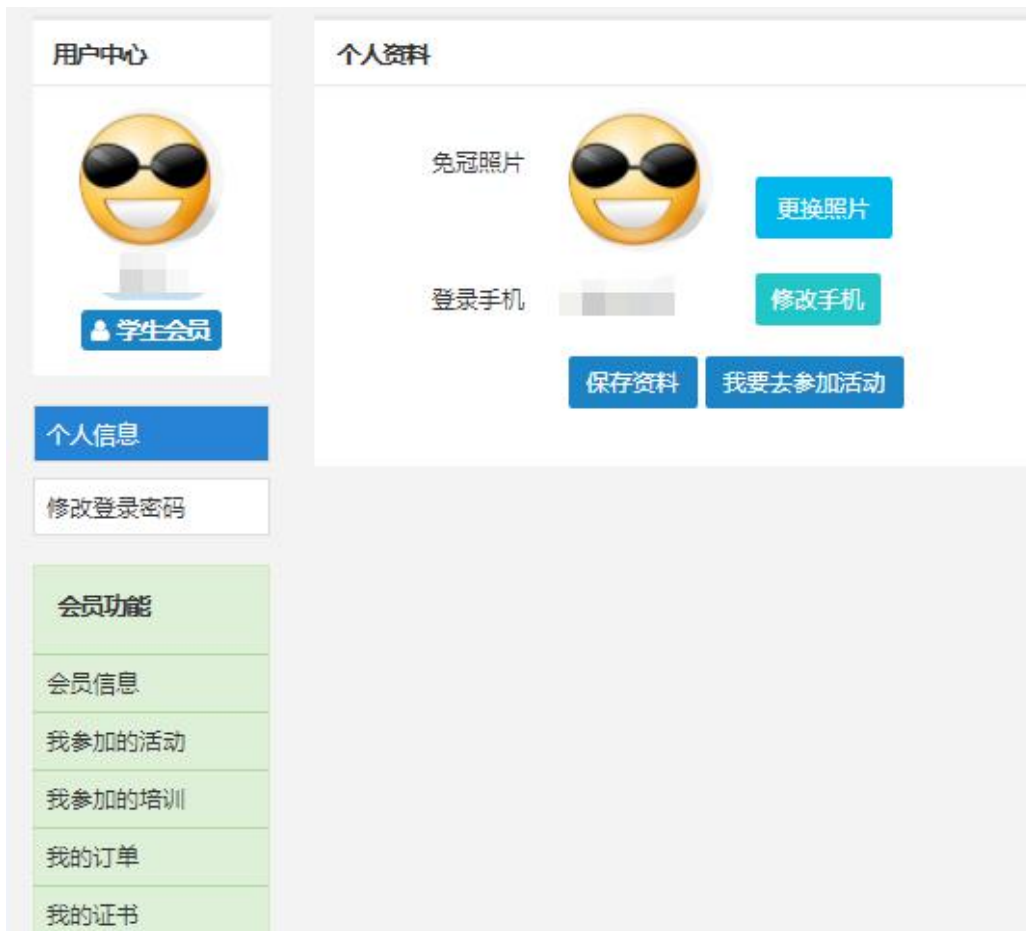 用户中心
学生会员
个人信息
修改登录密码
会员功能
会员信息
我参加的活动
我参加的培训
我的订单
我的证书
个人资料
免冠照片
更换照片
登录手机
修改手机
保存资料 我要去参加活动